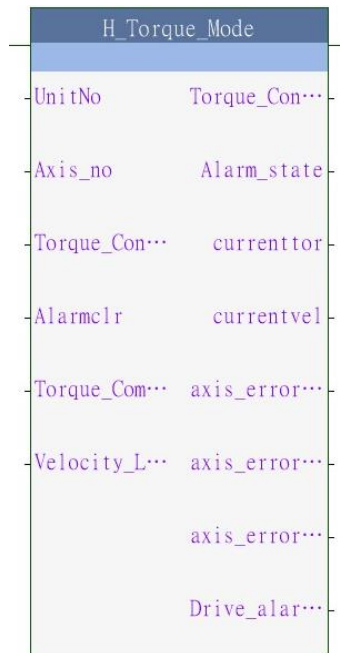 H_Torque_Mode
UnitNo Torque_Con⋯
Axis_no Alarm_state
Torque_Con⋯ currenttor
Alarmclr currentvel
Torque_Com⋯ axis_error⋯
Velocity_L⋯ axis_error⋯
axis_error⋯
Drive_alar⋯